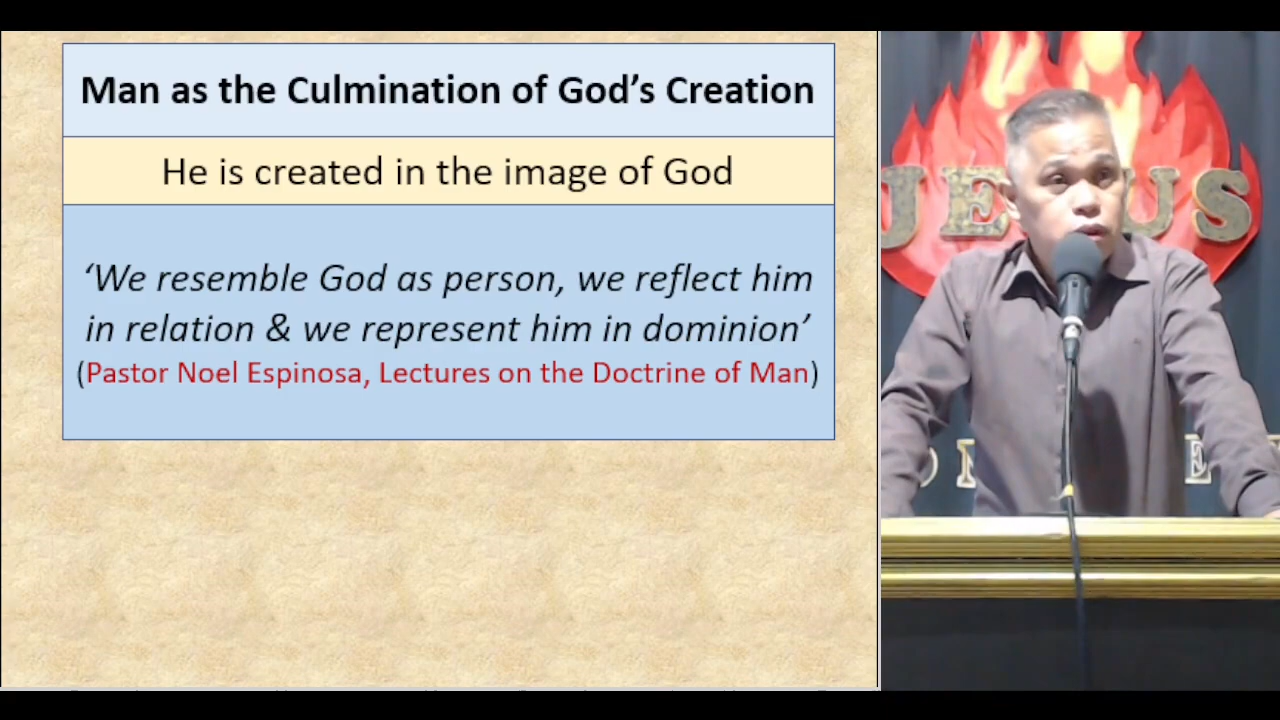 Man as the Culmination of God’s Creation
He is created in the image of God
‘We resemble God as person, we reflect him
in relation & we represent him in dominion’
(Pastor Noel Espinosa, Lectures on the Doctrine of Man)
JESUS